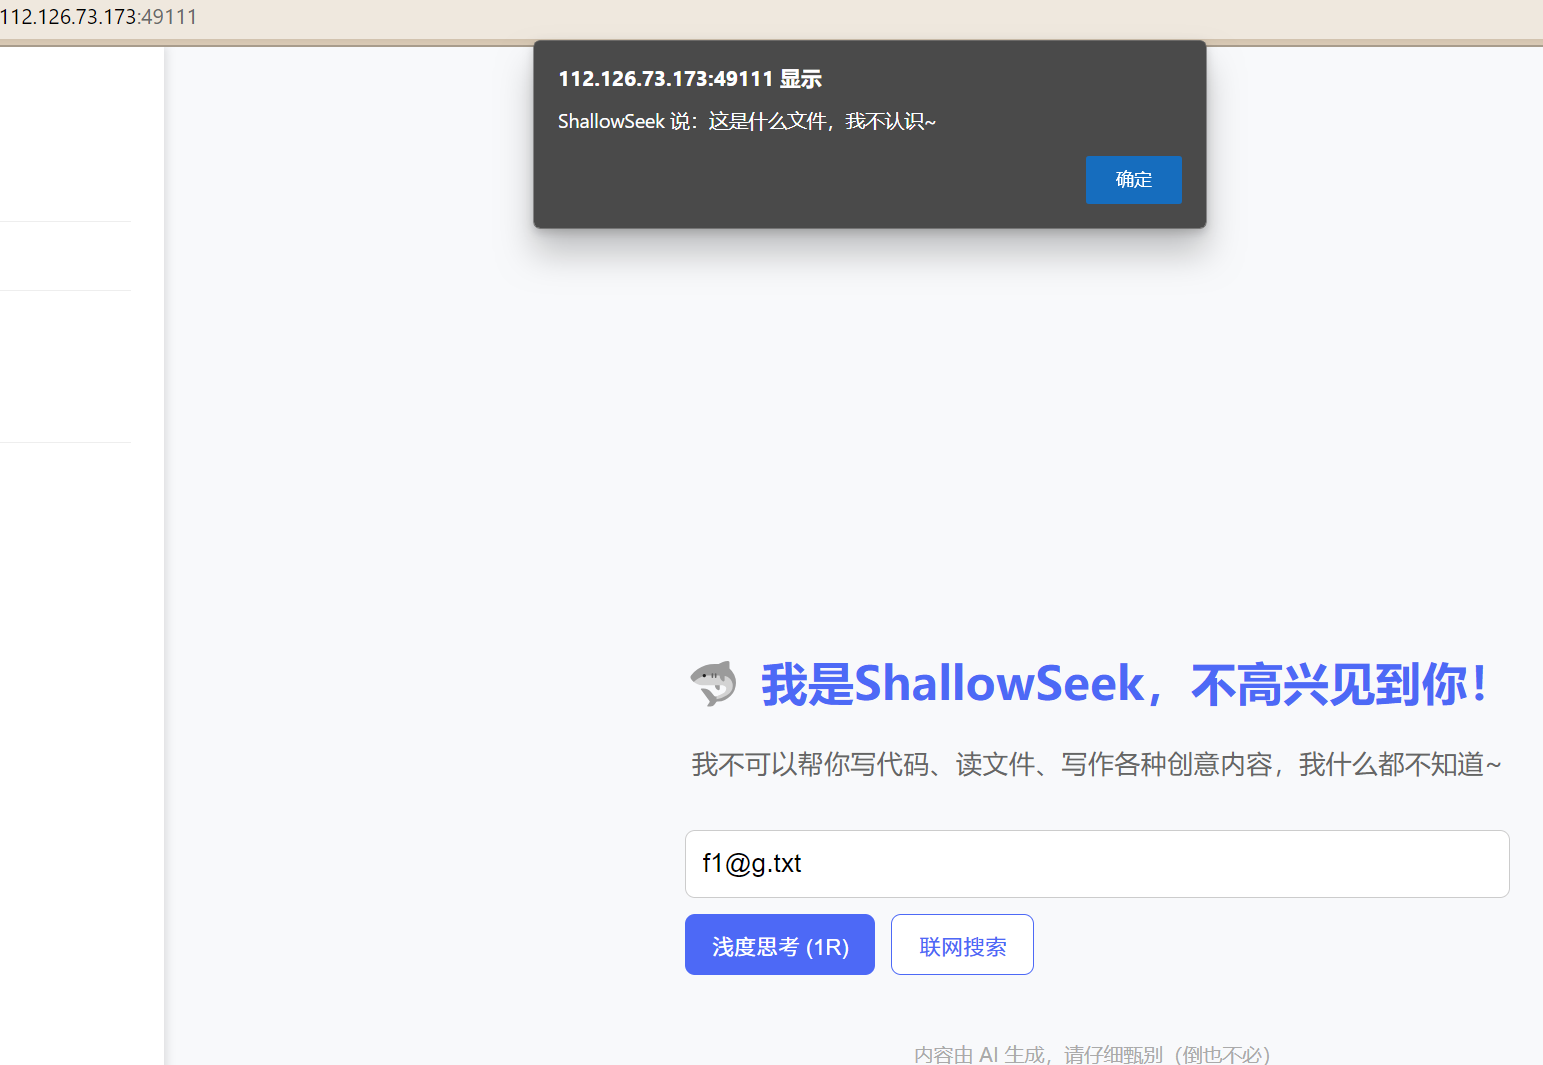 112.126.73.173:49111
112.126.73.173:49111 显示
ShallowSeek 说：这是什么文件，我不认识~
确定
我是ShallowSeek，不高兴见到你！
我不可以帮你写代码、读文件、写作各种创意内容，我什么都不知道~
f1@g.txt
浅度思考 (1R)
联网搜索
内容由 AI 生成，请仔细甄别（倒也不必）